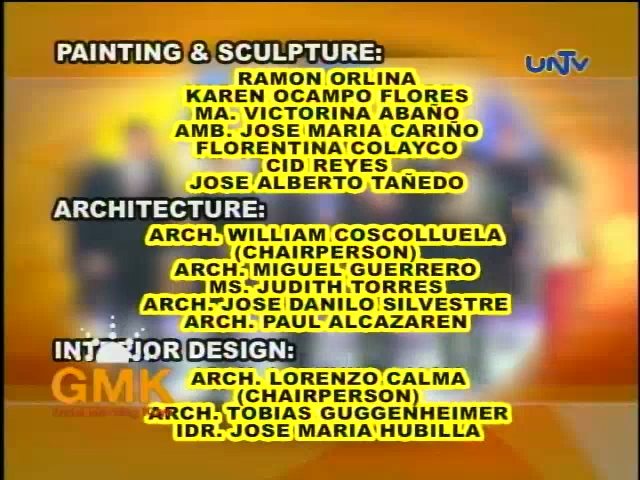 PAINTING & SCULPTURE:
UNTV
RAMON ORLINA
KAREN OCAMPO FLORES
MA. VICTORINA ABAÑO
AMB. JOSE MARIA CARIÑO
FLORENTINA COLAYCO
CID REYES
JOSE ALBERTO TAÑEDO
ARCHITECTURE:
ARCH. WILLIAM COSCOLLUELA
(CHAIRPERSON)
ARCH. MIGUEL GUERRERO
MS. JUDITH TORRES
ARCH. JOSE DANILO SILVESTRE
ARCH. PAUL ALCAZAREN
INTERIOR DESIGN:
GMK
ARCH. LORENZO CALMA
(CHAIRPERSON)
ARCH. TOBIAS GUGGENHEIMER
IDR. JOSE MARIA HUBILLA